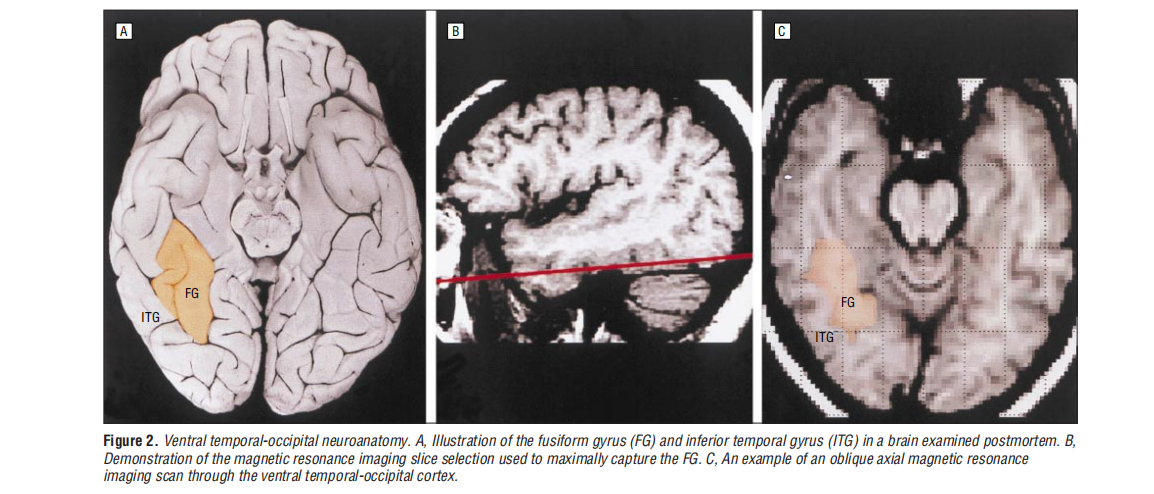 A
B
C
FG
ITG
FG
ITG
Figure 2. Ventral temporal-occipital neuroanatomy. A, Illustration of the fusiform gyrus (FG) and inferior temporal gyrus (ITG) in a brain examined postmortem. B,
Demonstration of the magnetic resonance imaging slice selection used to maximally capture the FG. C, An example of an oblique axial magnetic resonance
imaging scan through the ventral temporal-occipital cortex.